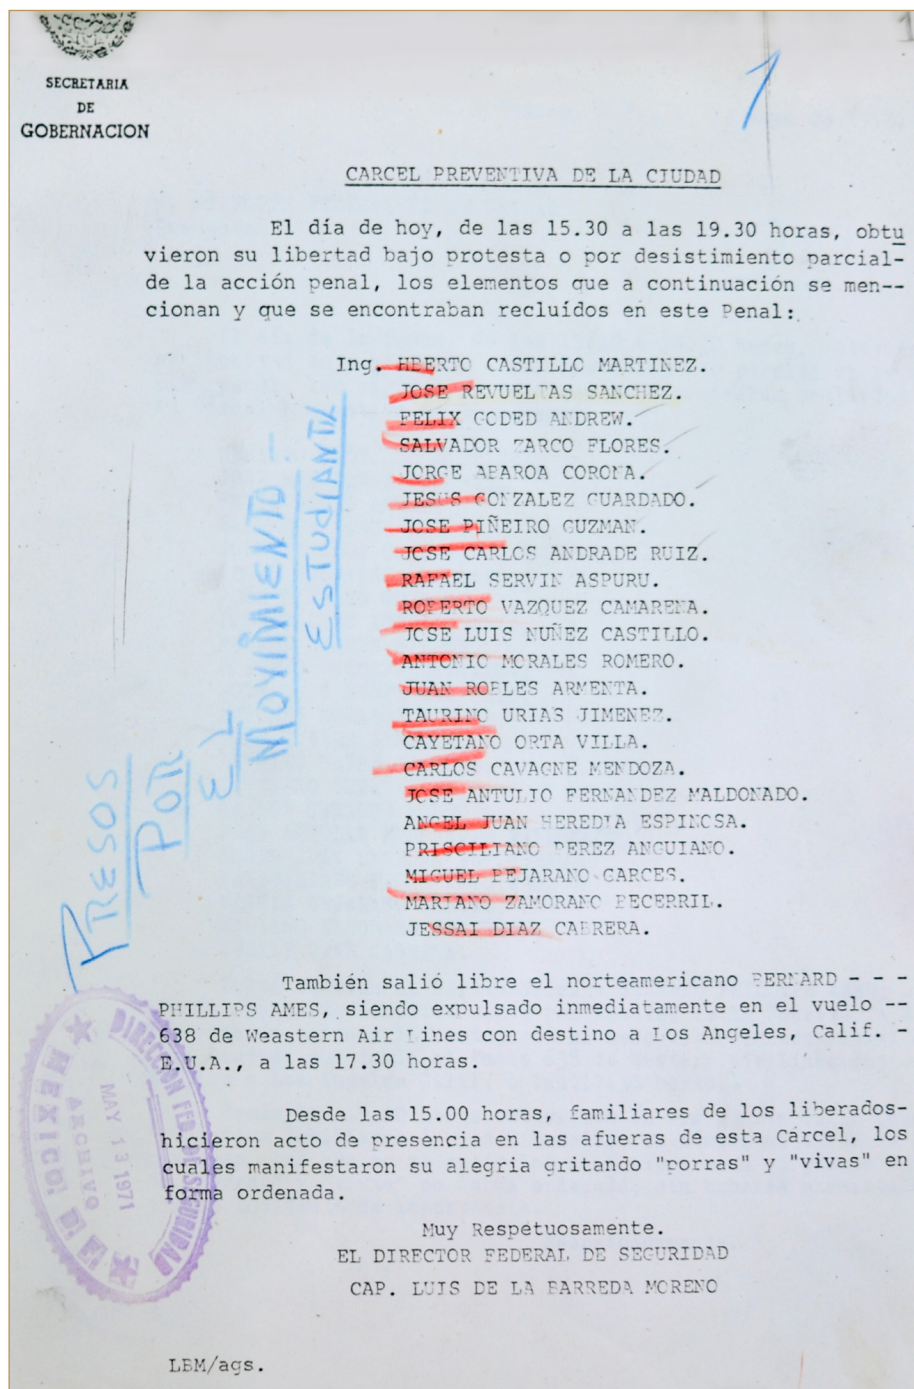 SECRETARIA
DE
GOBERNACION
1
CARCEL PREVENTIVA DE LA CIUDAD
El día de hoy, de las 15.30 a las 19.30 horas, obtu
vieron su libertad bajo protesta o por desistimiento parcial-
de la acción penal, los elementos que a continuación se men--
cionan y que se encontraban recluídos en este Penal:
Ing. HBERTO CASTILLO MARTINEZ.
JOSE REVUELTAS SANCHEZ.
FELIX GODED ANDREW.
SALVADOR ZARCO FLORES.
JORGE ABAROA CORONA.
JESUS GONZALEZ GUARDADO.
JOSE PIÑEIRO GUZMAN.
JOSE CARLOS ANDRADE RUIZ.
RAFAEL SERVIN ASPURU.
ROBERTO VAZQUEZ CAMARENA.
JOSE LUIS NUÑEZ CASTILLO.
ANTONIO MORALES ROMERO.
JUAN ROBLES ARMENTA.
TAURINO URIAS JIMENEZ.
CAYETANO ORTA VILLA.
CARLOS CAVAGNE MENDOZA.
JOSE ANTULIO FERNANDEZ MALDONADO.
ANGEL JUAN HEREDIA ESPINOSA.
PRISCILIANO PEREZ ANGUIANO.
MIGUEL BEJARANO GARCES.
MARIANO ZAMORANO BECERRIL.
JESSAI DIAZ CABRERA.
PRESOS
POR
EL
MOVIMIENTO-
ESTUDIANTIL
También salió libre el norteamericano BERNARD - - -
PHILLIPS AMES, siendo expulsado inmediatamente en el vuelo --
638 de Weastern Air Lines con destino a Los Angeles, Calif. -
E.U.A., a las 17.30 horas.
Desde las 15.00 horas, familiares de los liberados-
hicieron acto de presencia en las afueras de esta Cárcel, los
cuales manifestaron su alegria gritando "porras" y "vivas" en
forma ordenada.
DIRECCION FED. DE SEGURIDAD
MAY 13 1971
ARCHIVO
MEXICO, D. F.
Muy Respetuosamente.
EL DIRECTOR FEDERAL DE SEGURIDAD
CAP. LUIS DE LA BARREDA MORENO
LBM/ags.